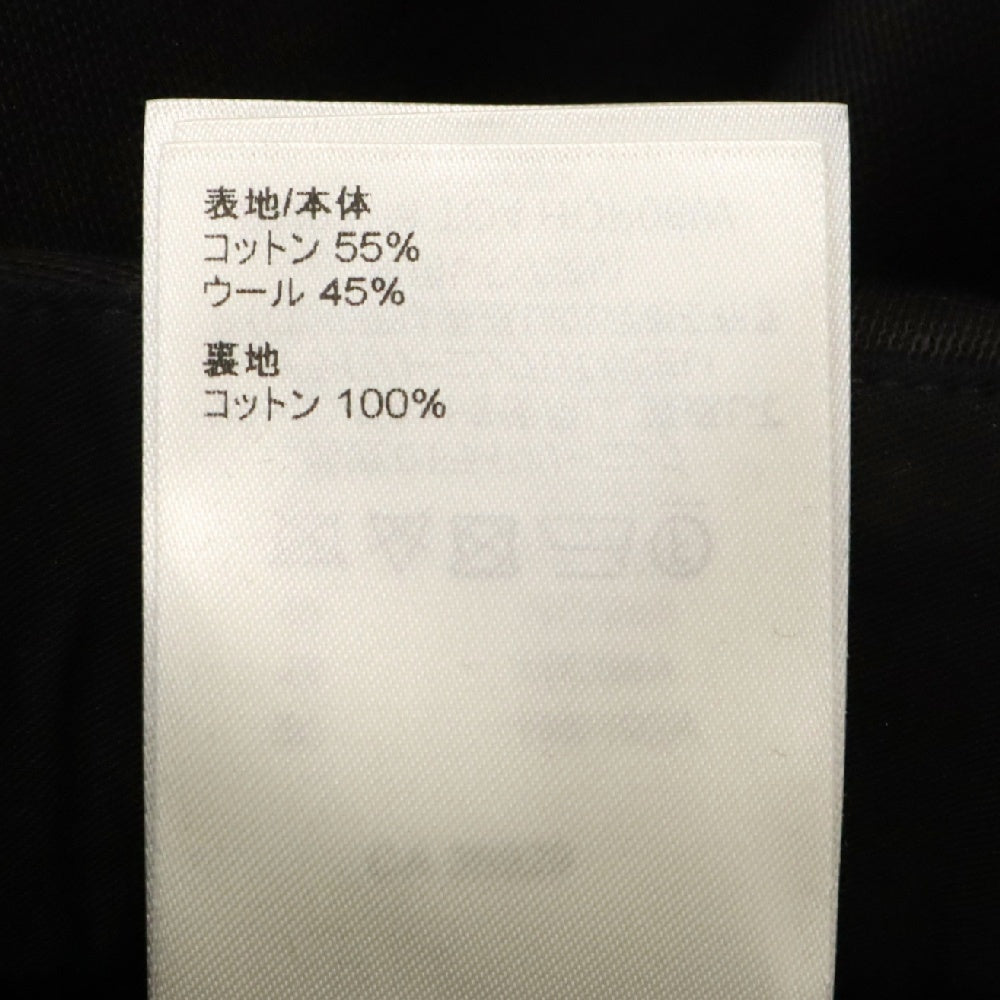 表地/本体
コットン 55%
ウール 45%
裏地
コットン 100%